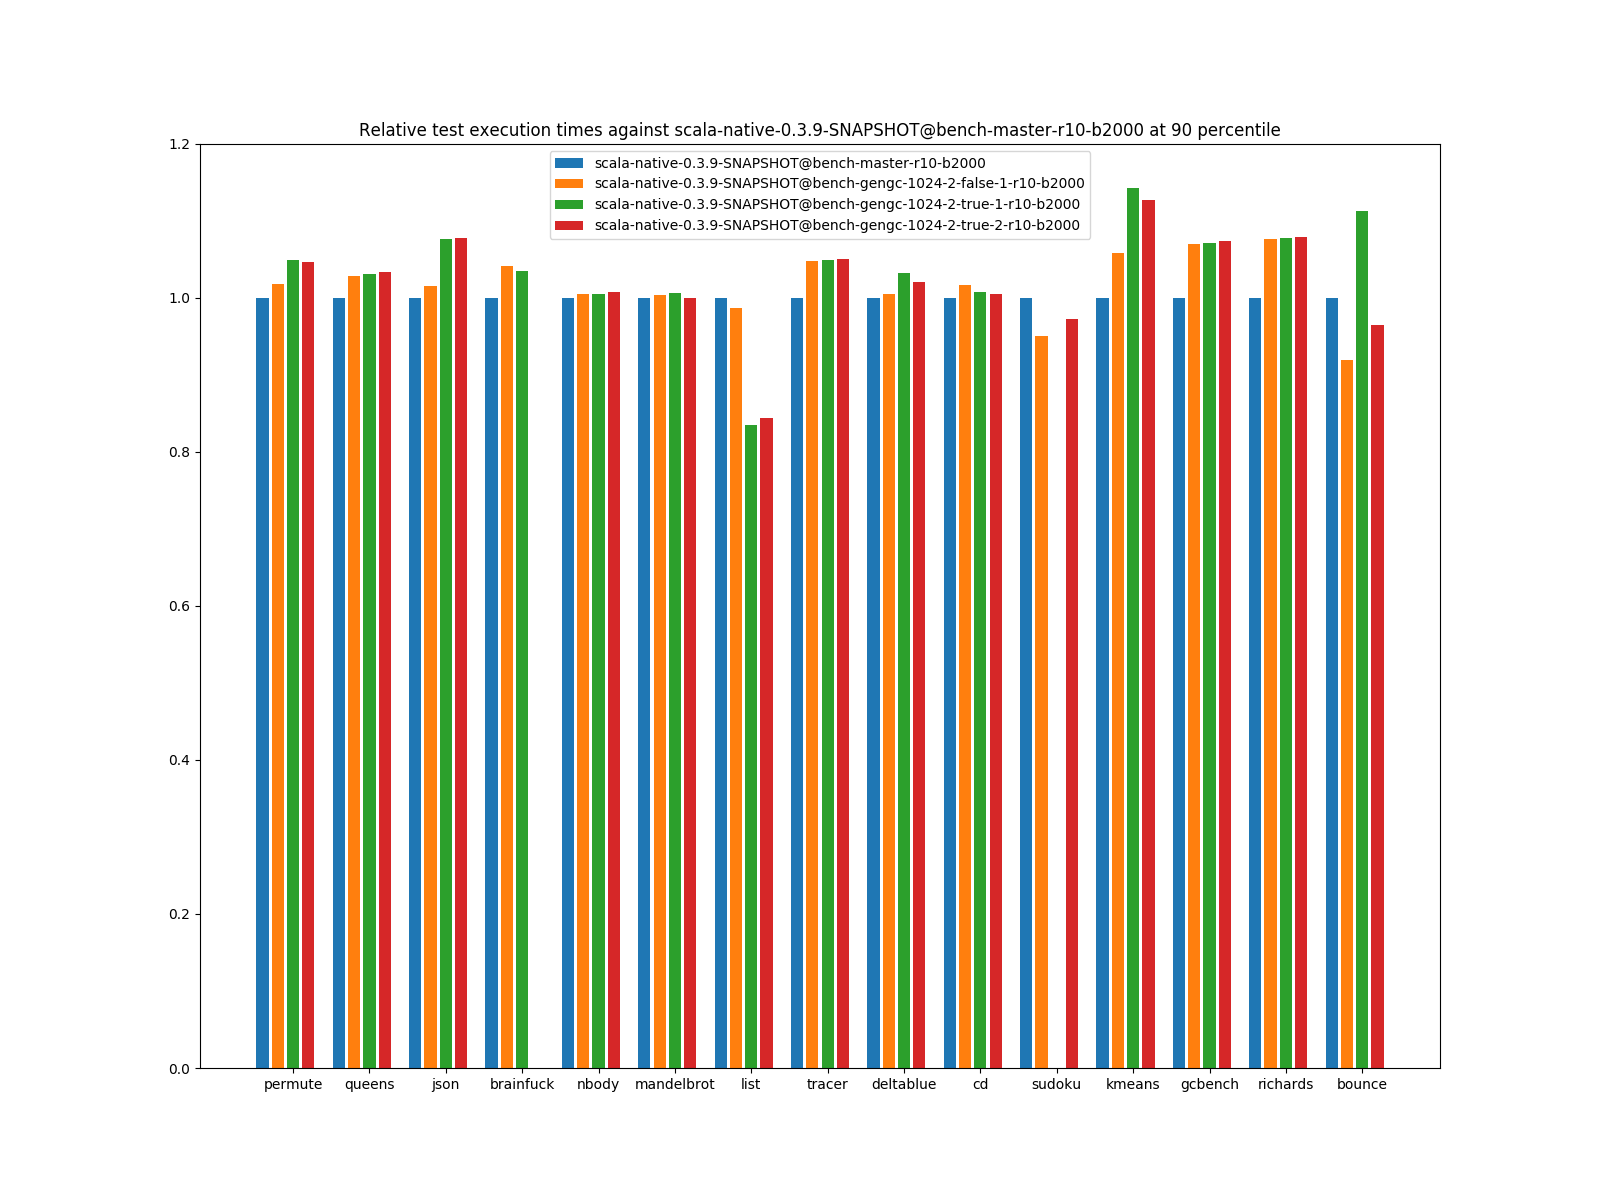 Relative test execution times against scala-native-0.3.9-SNAPSHOT@bench-master-r10-b2000 at 90 percentile
scala-native-0.3.9-SNAPSHOT@bench-master-r10-b2000
scala-native-0.3.9-SNAPSHOT@bench-gengc-1024-2-false-1-r10-b2000
scala-native-0.3.9-SNAPSHOT@bench-gengc-1024-2-true-1-r10-b2000
scala-native-0.3.9-SNAPSHOT@bench-gengc-1024-2-true-2-r10-b2000
1.2
1.0
0.8
0.6
0.4
0.2
0.0
permute queens json brainfuck nbody mandelbrot list tracer deltablue cd sudoku kmeans gcbench richards bounce